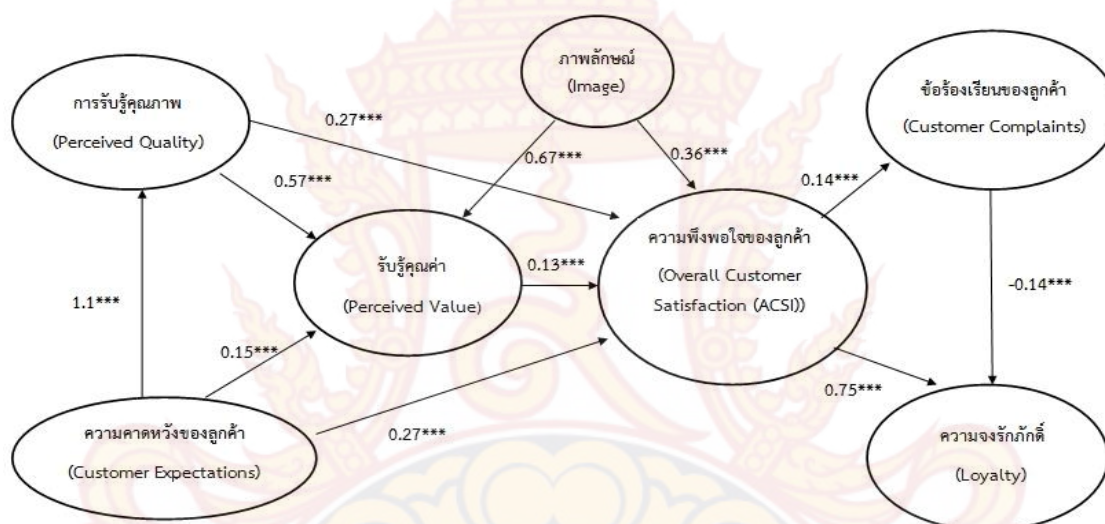 ภาพลักษณ์
(Image)
การรับรู้คุณภาพ
(Perceived Quality)
ข้อร้องเรียนของลูกค้า
(Customer Complaints)
0.27***
0.67***
0.36***
0.14***
0.57***
ความพึงพอใจของลูกค้า
(Overall Customer
Satisfaction (ACSI))
รับรู้คุณค่า
(Perceived Value)
0.13***
1.1***
-0.14***
0.15***
0.75***
0.27***
ความคาดหวังของลูกค้า
(Customer Expectations)
ความจงรักภักดิ์
(Loyalty)